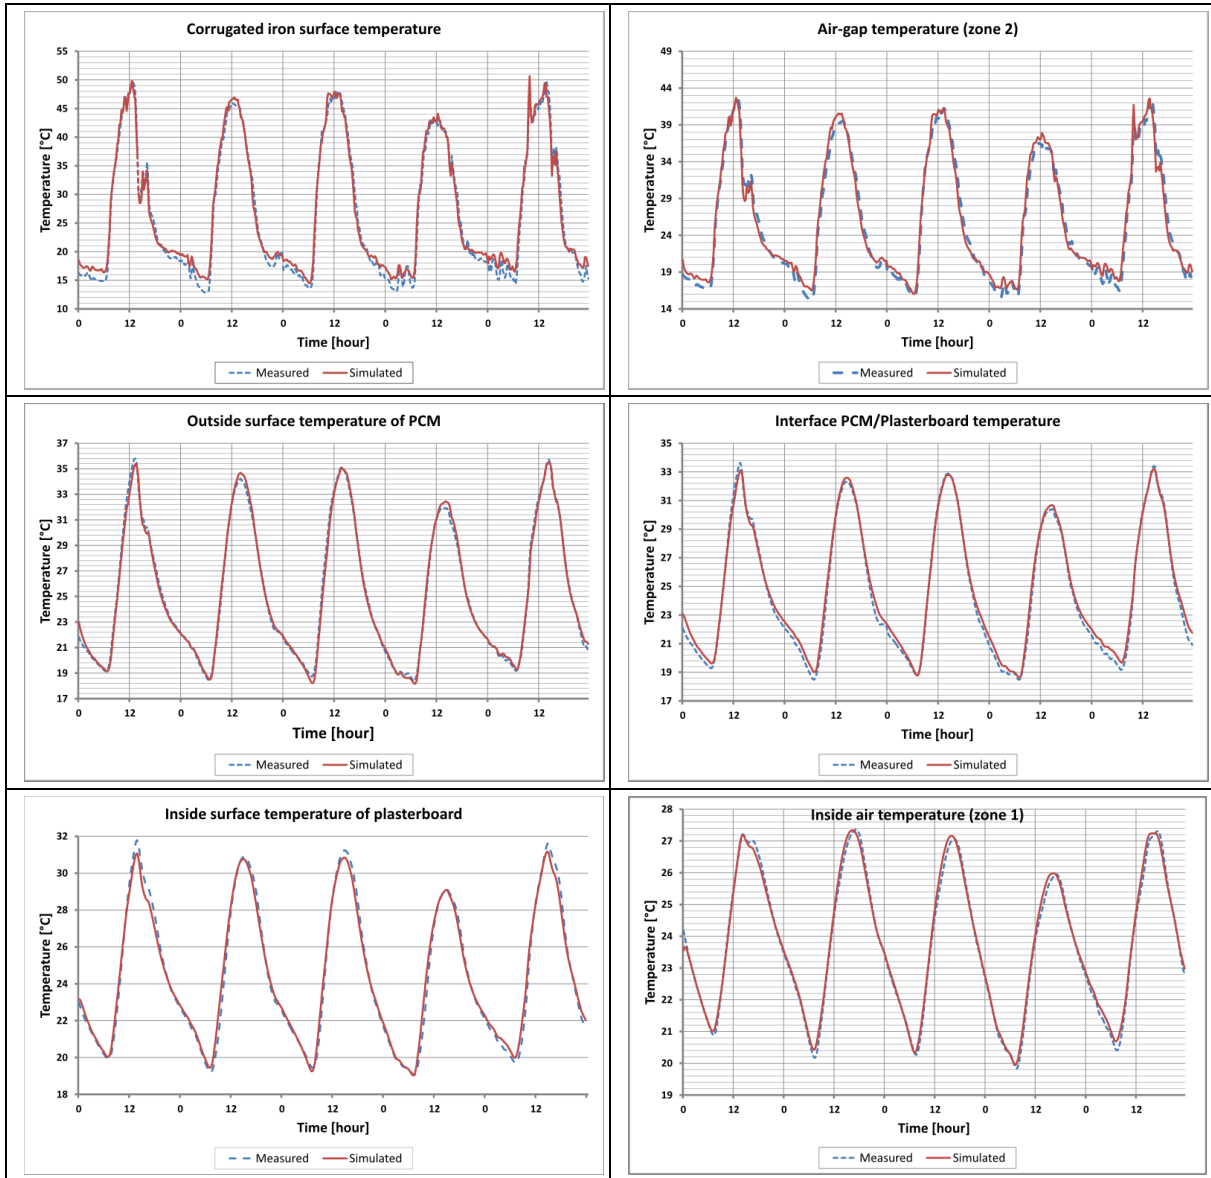 Corrugated iron surface temperature
Temperature [°C]
55
50
45
40
35
30
25
20
15
10
0 12 0 12 0 12 0 12 0 12
Time [hour]
Measured Simulated
Air-gap temperature (zone 2)
Temperature [°C]
49
44
39
34
29
24
19
14
0 12 0 12 0 12 0 12 0 12
Time [hour]
Measured Simulated
Outside surface temperature of PCM
Temperature [°C]
37
35
33
31
29
27
25
23
21
19
17
0 12 0 12 0 12 0 12 0 12
Time [hour]
Measured Simulated
Interface PCM/Plasterboard temperature
Temperature [°C]
35
33
31
29
27
25
23
21
19
17
0 12 0 12 0 12 0 12 0 12
Time [hour]
Measured Simulated
Inside surface temperature of plasterboard
Temperature [°C]
32
30
28
26
24
22
20
18
0 12 0 12 0 12 0 12 0 12
Time [hour]
Measured Simulated
Inside air temperature (zone 1)
Temperature [°C]
28
27
26
25
24
23
22
21
20
19
0 12 0 12 0 12 0 12 0 12
Time [hour]
Measured Simulated